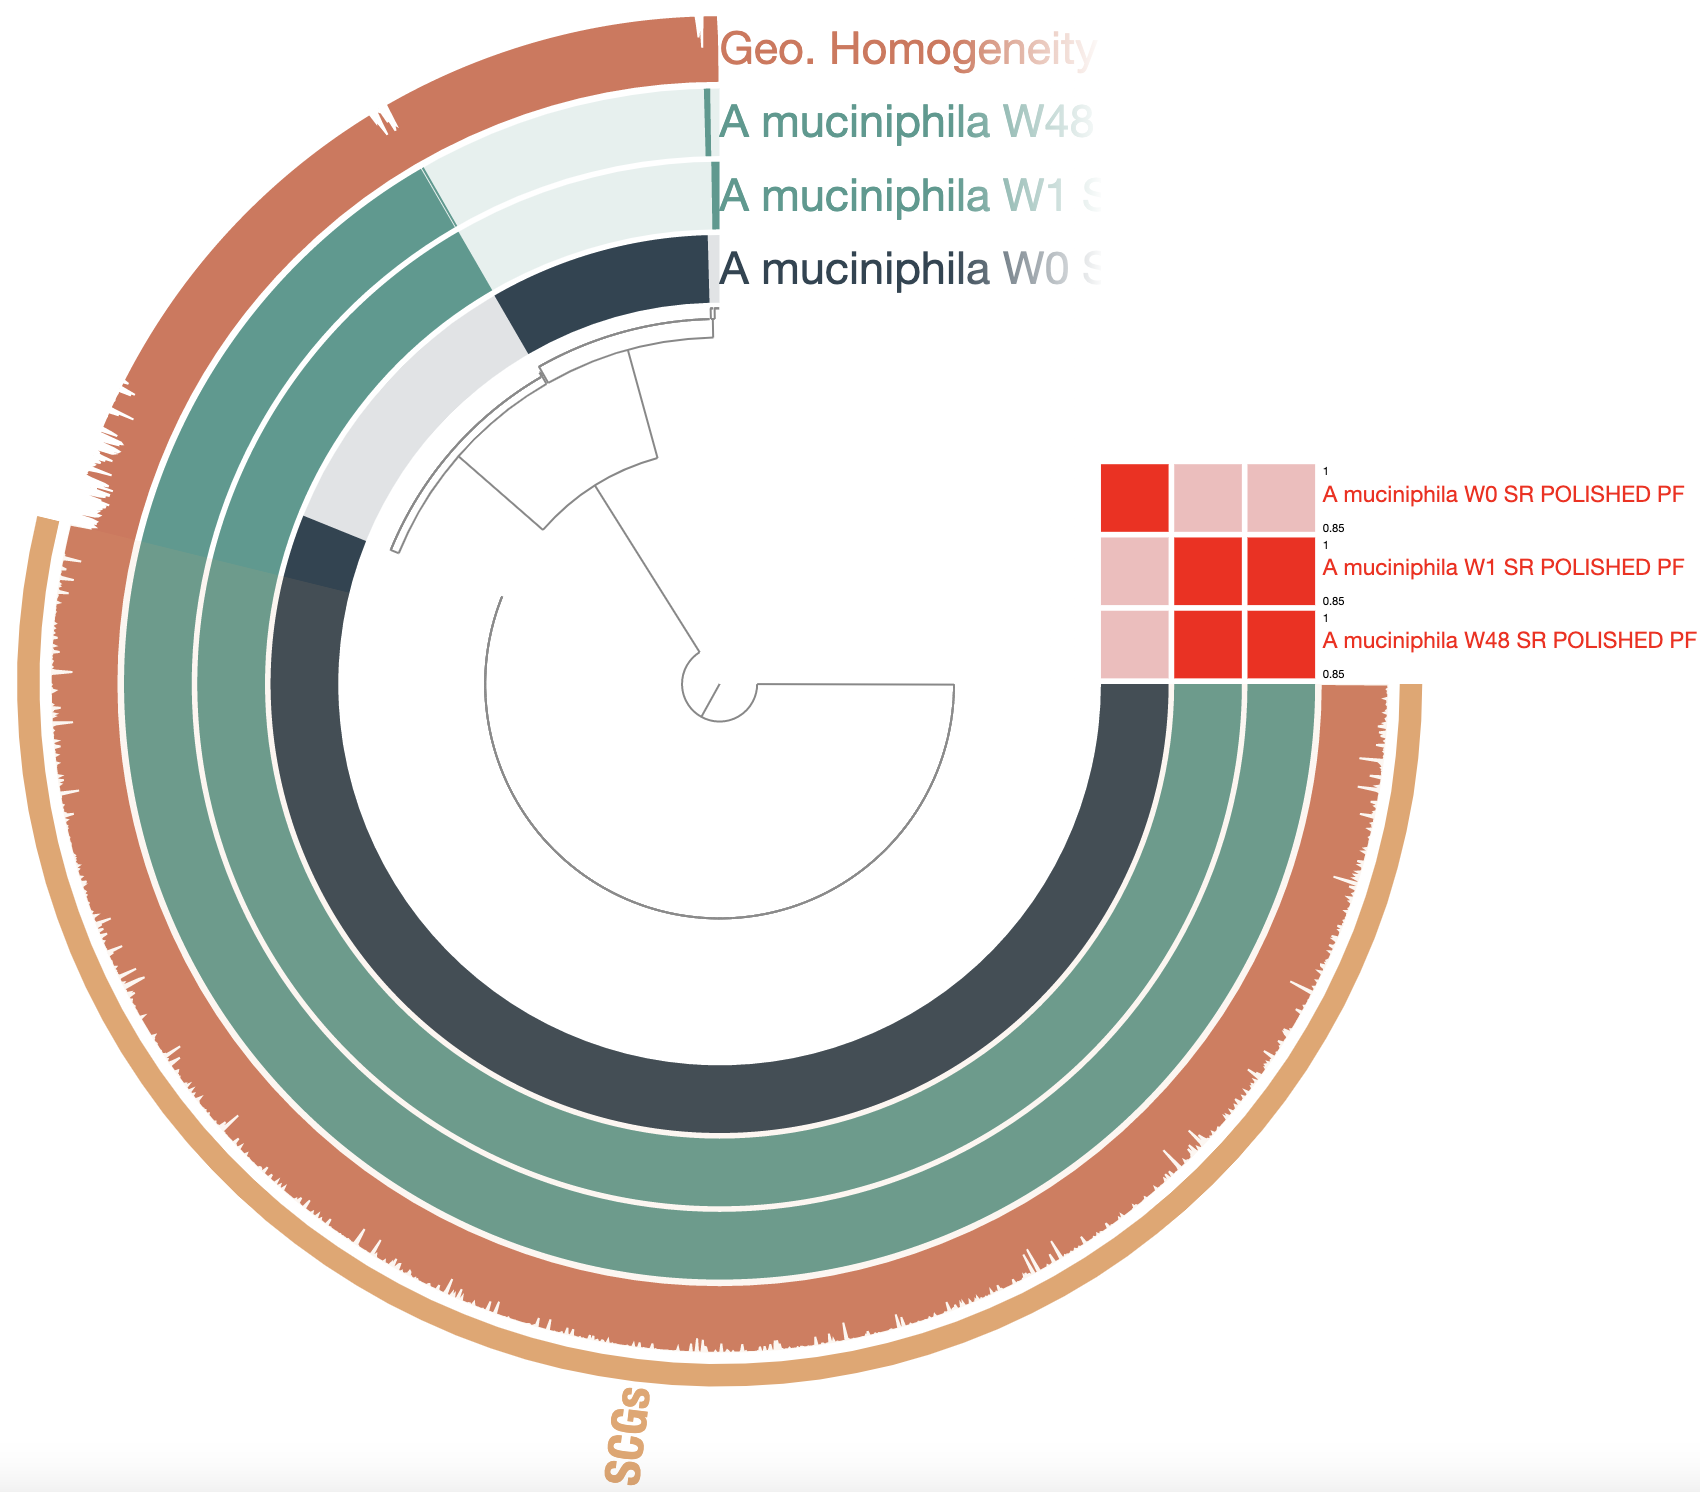 Geo. Homogeneity
A muciniphila W48
A muciniphila W1 S
A muciniphila W0 S
1
A muciniphila W0 SR POLISHED PF
0.85
1
A muciniphila W1 SR POLISHED PF
0.85
1
A muciniphila W48 SR POLISHED PF
0.85
SCGs